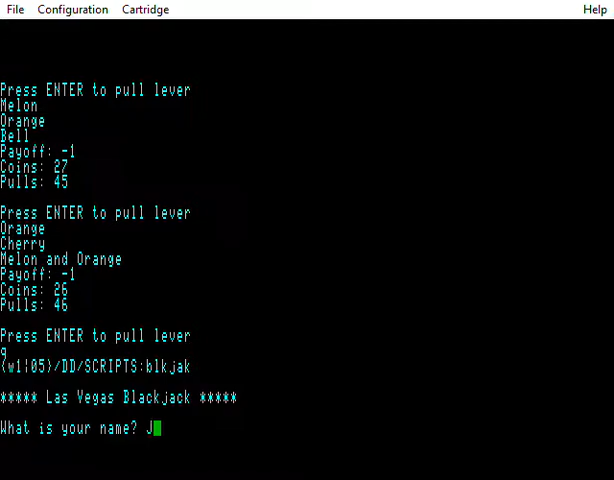 File Configuration Cartridge Help
Press ENTER to pull lever
Melon
Orange
Bell
Payoff: -1
Coins: 27
Pulls: 45
Press ENTER to pull lever
Orange
Cherry
Melon and Orange
Payoff: -1
Coins: 26
Pulls: 46
Press ENTER to pull lever
q
{w1|05}/DD/SCRIPTS:blkjak
***** Las Vegas Blackjack *****
What is your name? J